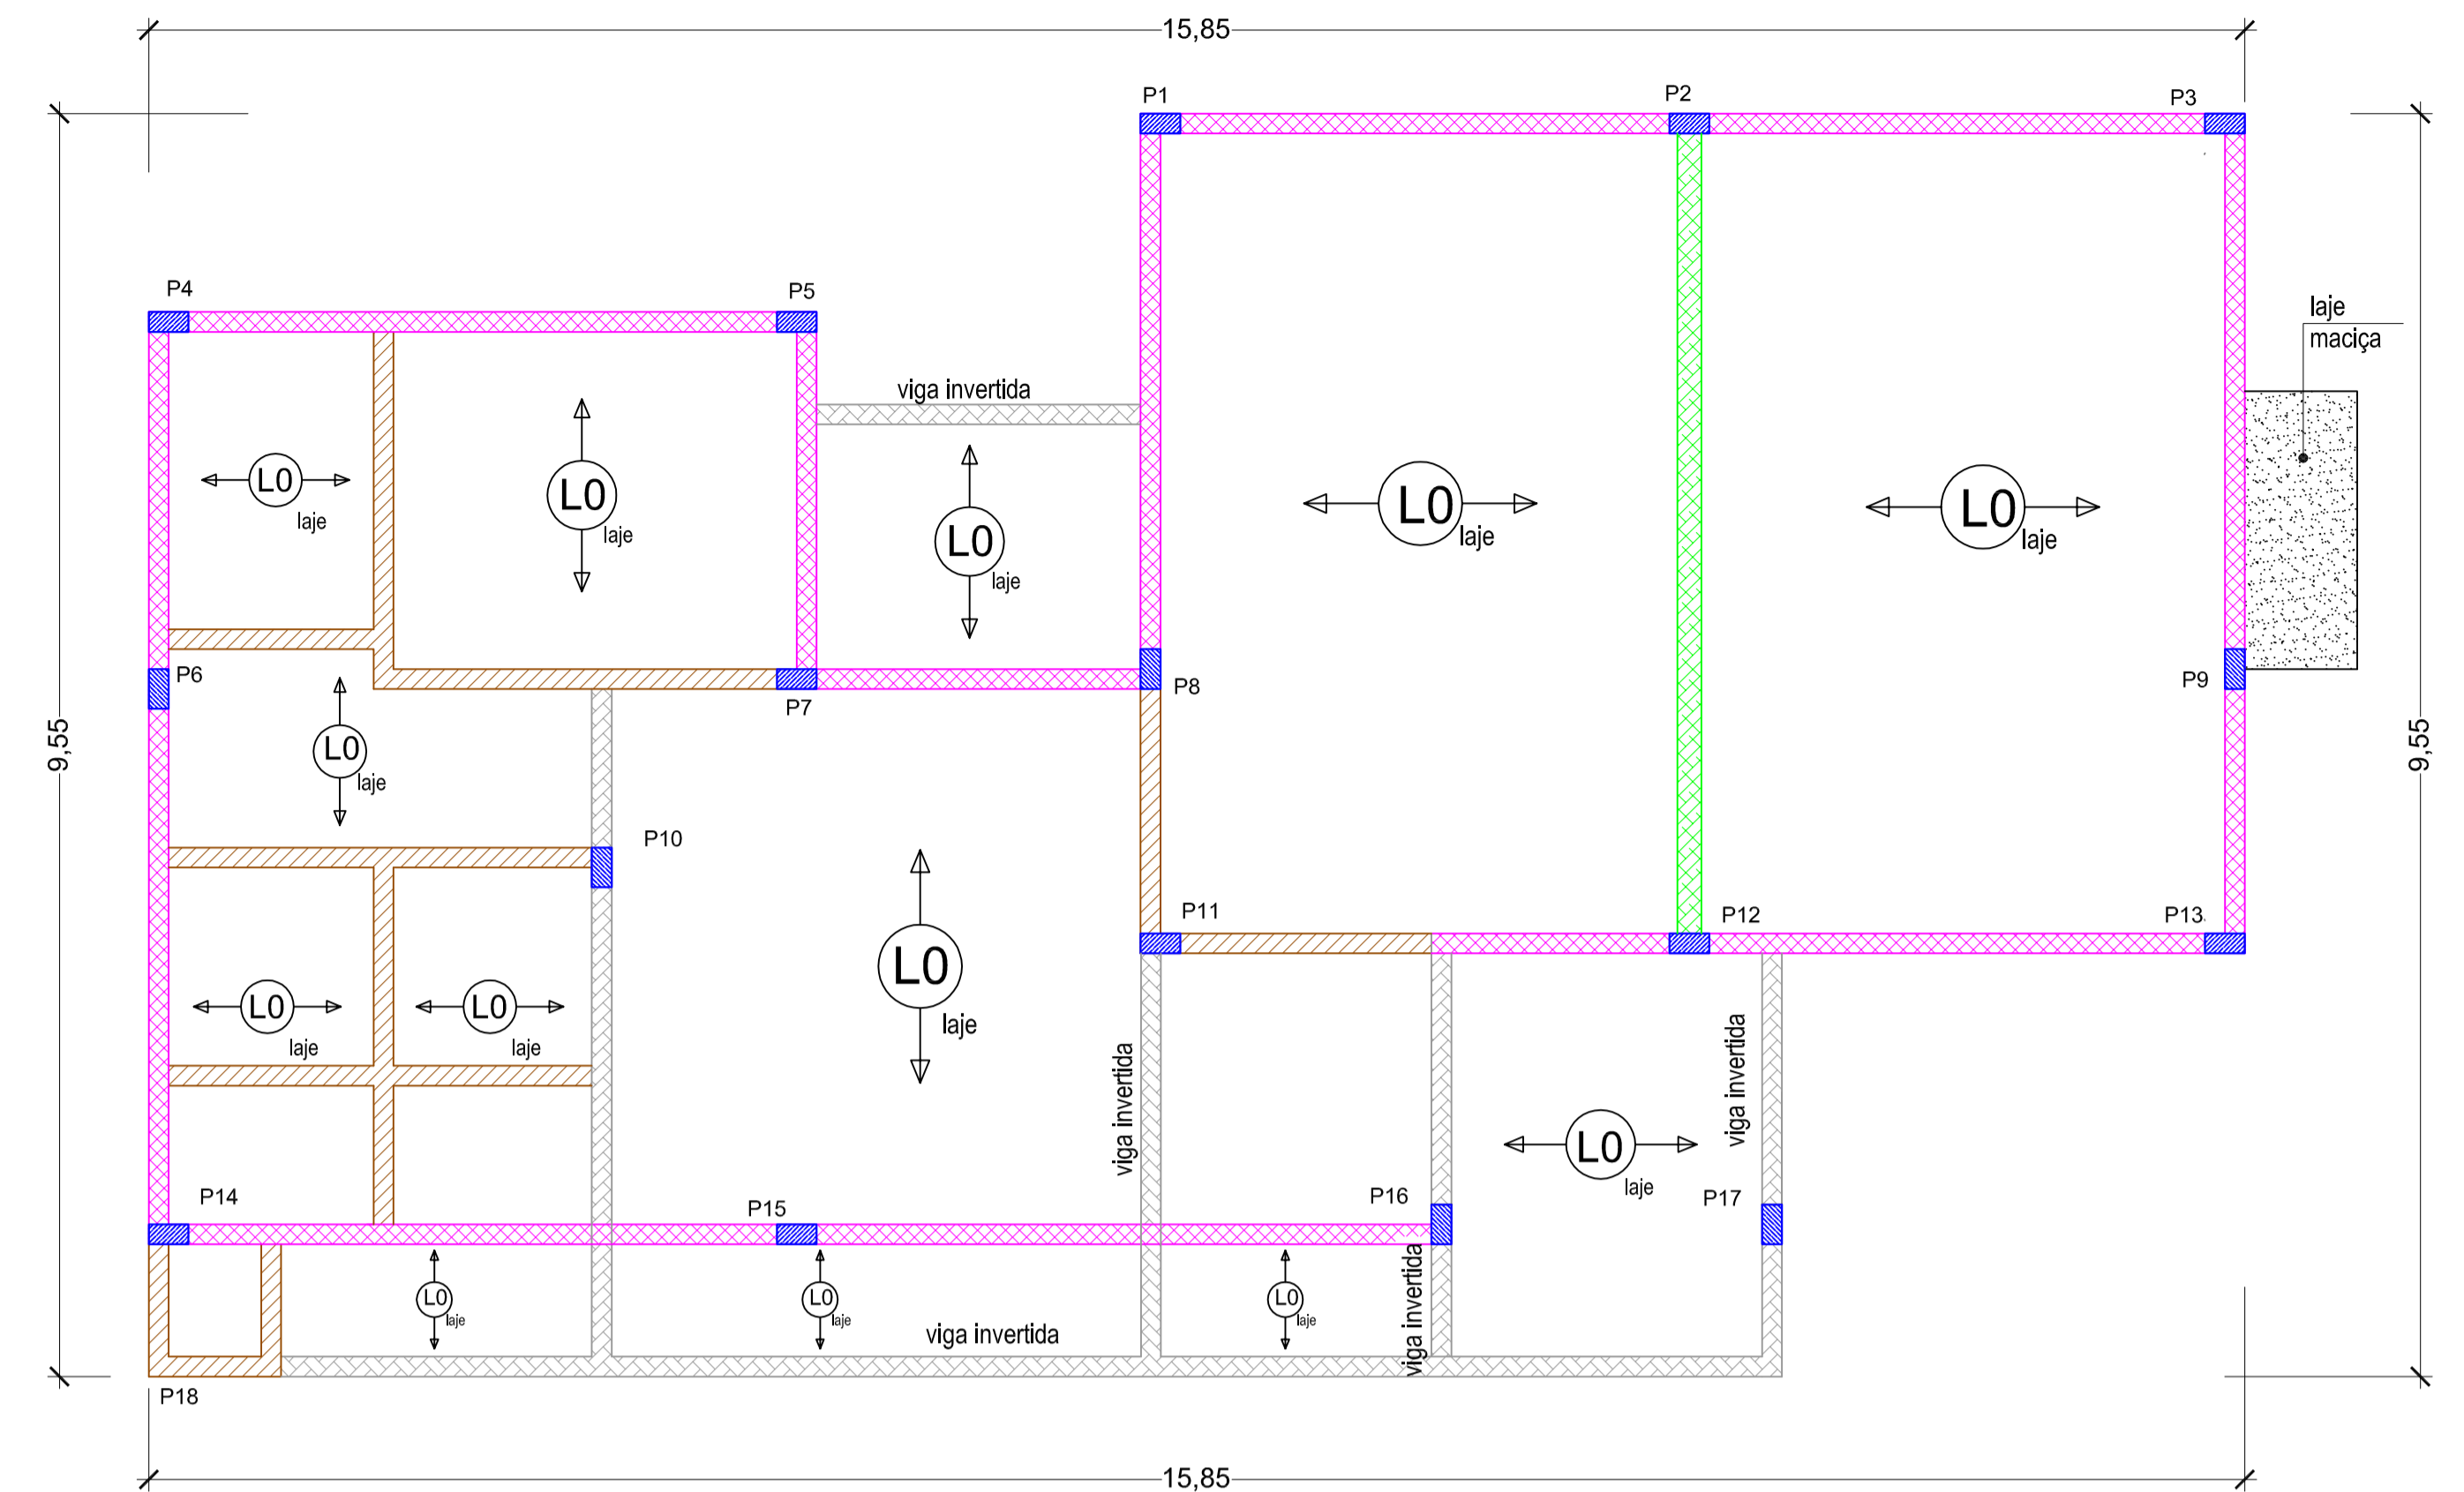 15,85
P1
P2
P3
P4
P5
laje
maciça
viga invertida
L0
laje
L0
laje
L0
laje
L0
laje
L0
laje
P6
P7
P8
P9
9,55
9,55
L0
laje
P10
P11
P12
P13
L0
laje
L0
laje
L0
laje
viga invertida
viga invertida
L0
laje
P14
P15
P16
P17
L0
laje
L0
laje
L0
laje
viga invertida
viga invertida
P18
15,85